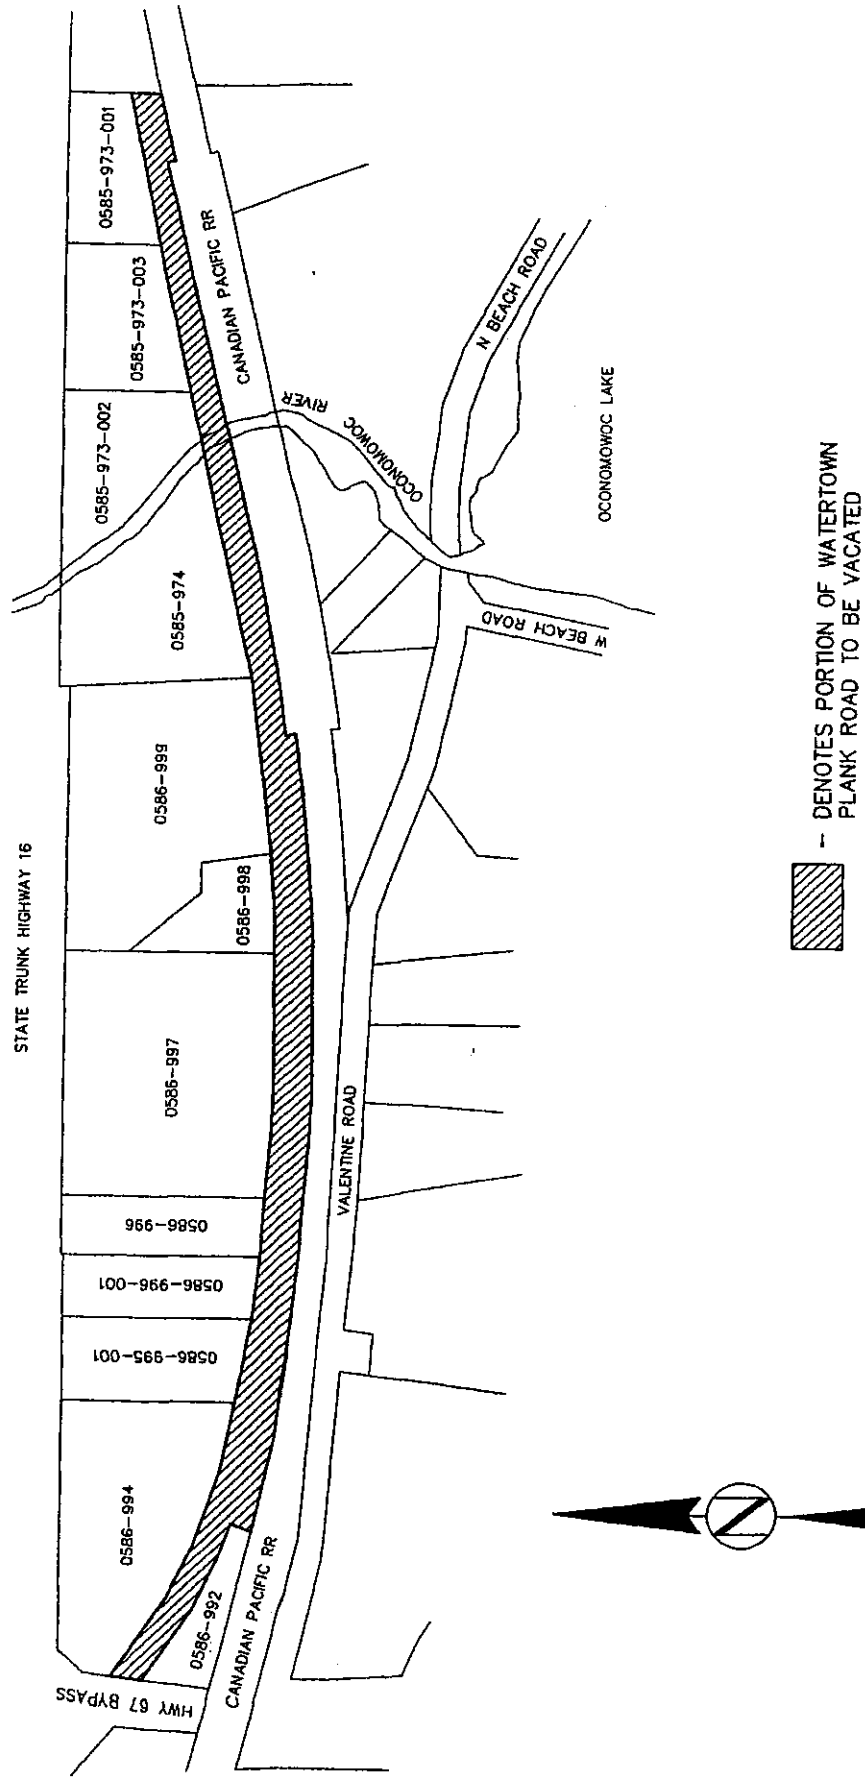 STATE TRUNK HIGHWAY 16
0586-994
0586-995-001
0586-996-001
0586-996
0586-997
0586-998
0586-999
0585-974
0585-973-002
0585-973-003
0585-973-001
HWY 67 BYPASS
0586-992
CANADIAN PACIFIC RR
CANADIAN PACIFIC RR
VALENTINE ROAD
OCONOMOWOC
RIVER
W BEACH ROAD
N BEACH ROAD
OCONOMOWOC LAKE
N
- DENOTES PORTION OF WATERTOWN
PLANK ROAD TO BE VACATED